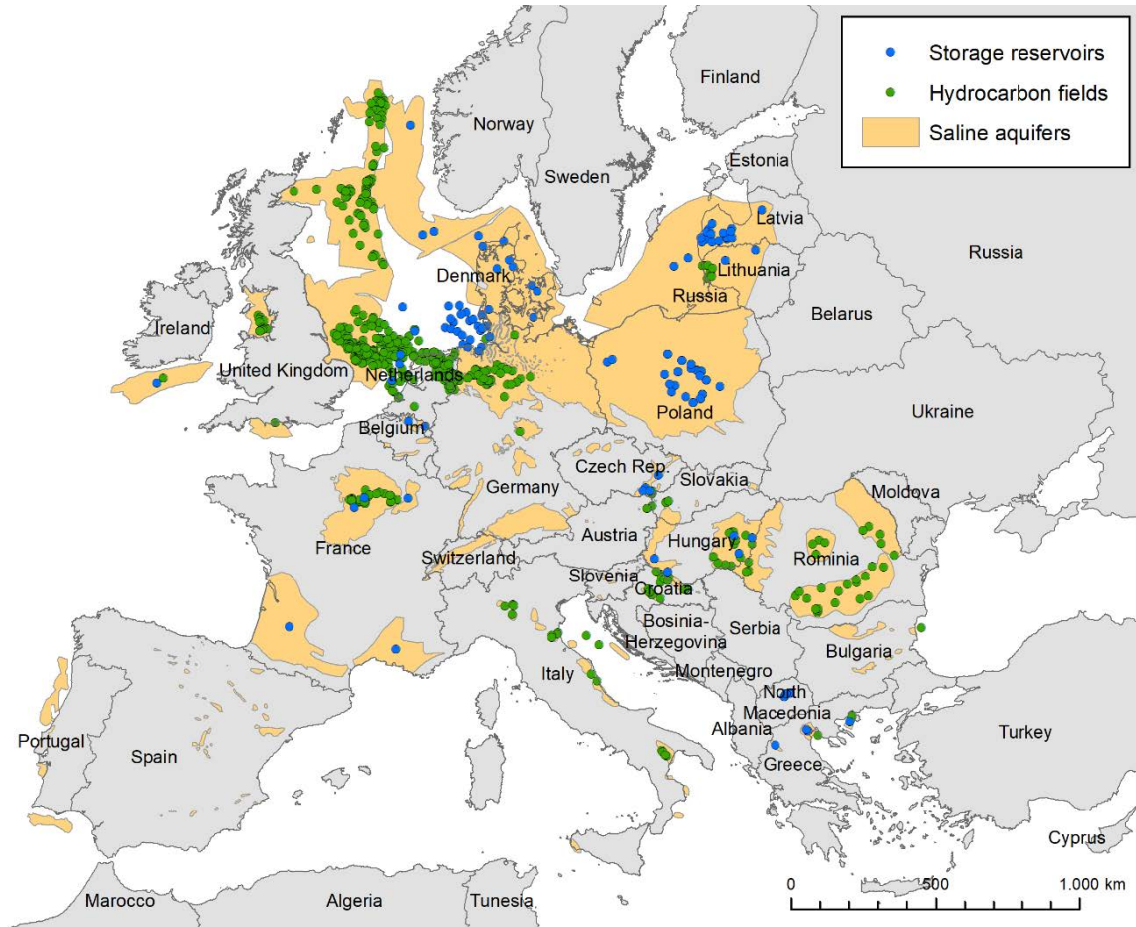 Storage reservoirs
Hydrocarbon fields
Saline aquifers
Finland
Norway
Sweden
Estonia
Latvia
Russia
Lithuania
Denmark
Russia
Belarus
Ireland
United Kingdom
Netherlands
Poland
Ukraine
Belgium
Czech Rep.
Germany
Slovakia
Moldova
Austria
Hungary
France
Switzerland
Rominia
Slovenia
Croatia
Bosinia-
Herzegovina
Serbia
Bulgaria
Italy
Montenegro
North
Macedonia
Albania
Portugal
Spain
Turkey
Greece
Cyprus
0 500 1.000 km
Marocco
Algeria
Tunesia